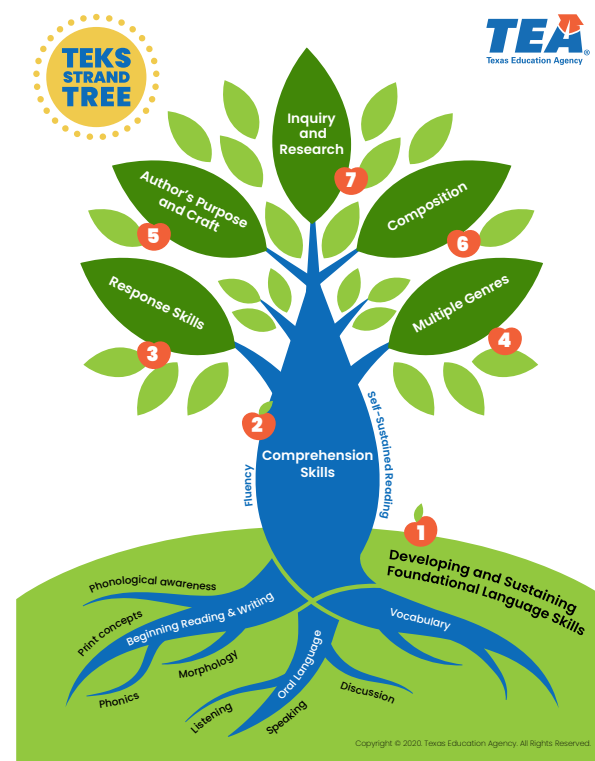 TEKS
STRAND
TREE
TEA
®
Texas Education Agency
Inquiry
and
Research
7
Author's Purpose
and Craft
5
Composition
6
Response Skills
3
Multiple Genres
4
2
Comprehension
Skills
Fluency
Self-Sustained Reading
1
Developing and Sustaining
Foundational Language Skills
Phonological awareness
Print concepts
Beginning Reading & Writing
Vocabulary
Phonics
Morphology
Oral Language
Listening
Speaking
Discussion
Copyright © 2020. Texas Education Agency. All Rights Reserved.